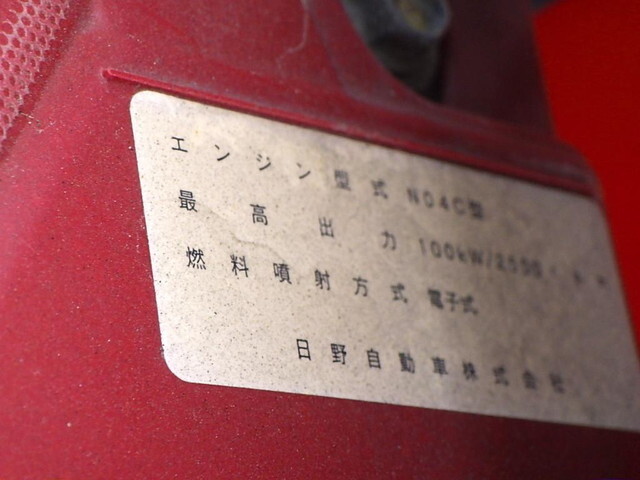 エンジン型式 N04C型
最高出力 100kW/2500
燃料噴射方式 電子式
日野自動車株式会社